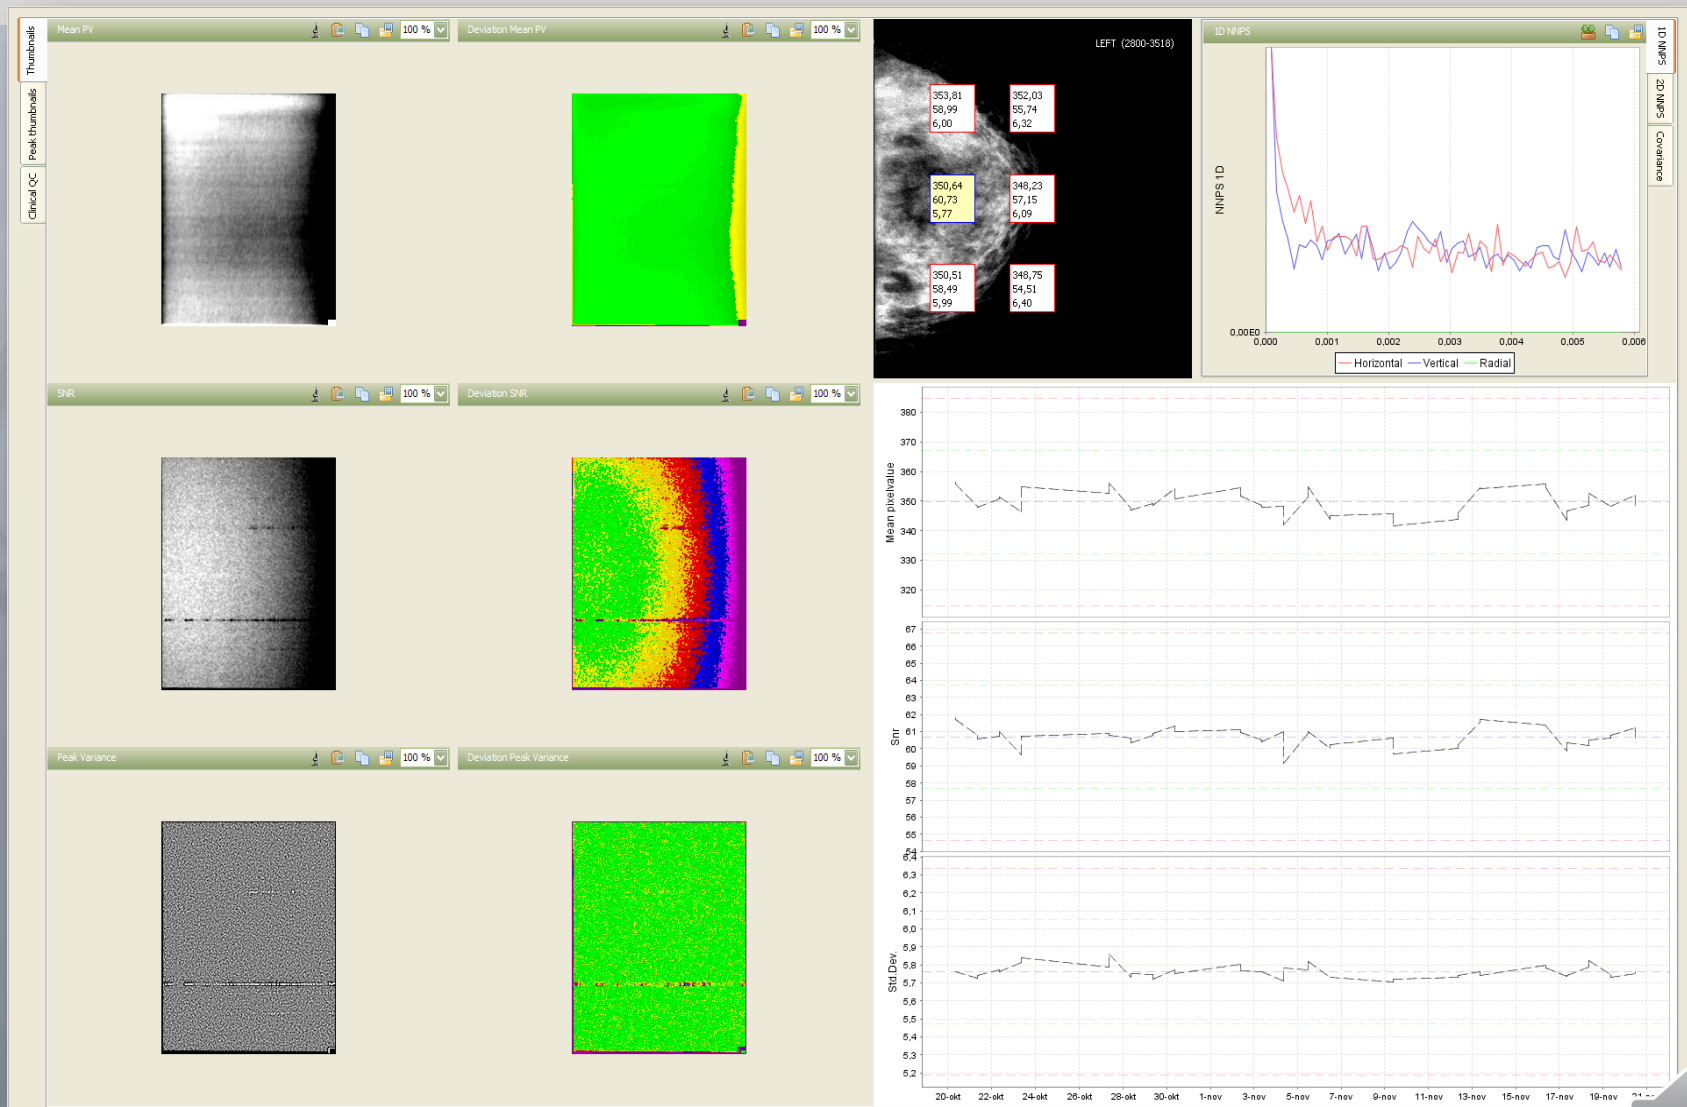 Thumbnails
Peak thumbnails
Clinical QC
Mean PV
100 %
Deviation Mean PV
100 %
LEFT (2800-3518)
353,81
58,99
6,00
352,03
55,74
6,32
350,64
60,73
5,77
348,23
57,15
6,09
350,51
58,49
5,99
348,75
54,51
6,40
1D NNPS
1D NNPS
2D NNPS
Covariance
NNPS 1D
0,00E0
0,000 0,001 0,002 0,003 0,004 0,005 0,006
Horizontal Vertical Radial
SNR
100 %
Deviation SNR
100 %
Mean pixelvalue
380
370
360
350
340
330
320
Snr
67
66
65
64
63
62
61
60
59
58
57
56
55
54
Peak Variance
100 %
Deviation Peak Variance
100 %
Std.Dev.
6,4
6,3
6,2
6,1
6,0
5,9
5,8
5,7
5,6
5,5
5,4
5,3
5,2
20-okt 22-okt 24-okt 26-okt 28-okt 30-okt 1-nov 3-nov 5-nov 7-nov 9-nov 11-nov 13-nov 15-nov 17-nov 19-nov